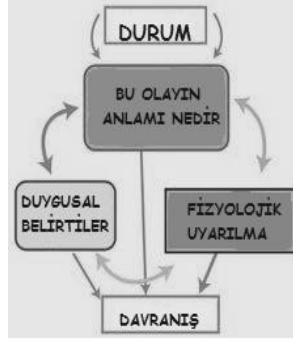 DURUM
BU OLAYIN
ANLAMI NEDİR
DUYGUSAL
BELİRTİLER
FİZYOLOJİK
UYARILMA
DAVRANIŞ